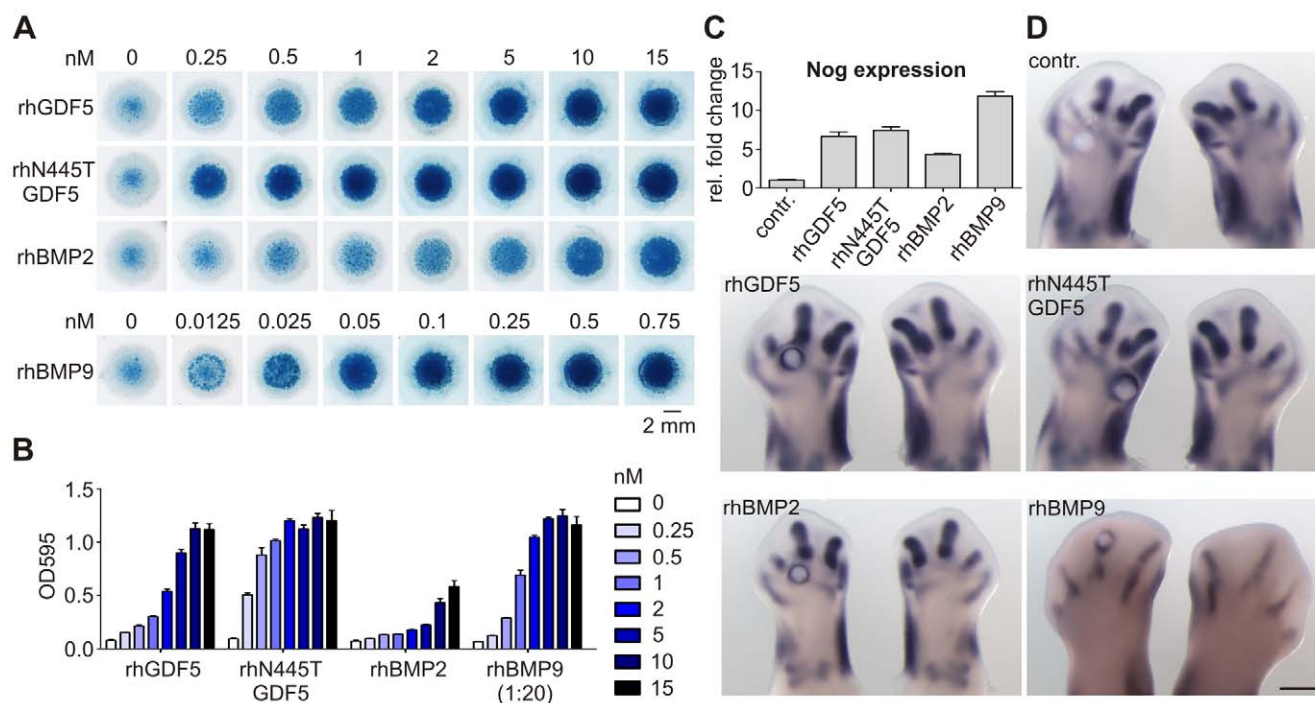 A
nM 0 0.25 0.5 1 2 5 10 15
rhGDF5
rhN445T
GDF5
rhBMP2
nM 0 0.0125 0.025 0.05 0.1 0.25 0.5 0.75
rhBMP9
2 mm
B
OD595
1.5
1.0
0.5
0.0
rhGDF5 rhN445T GDF5 rhBMP2 rhBMP9 (1:20)
nM
0
0.25
0.5
1
2
5
10
15
C
Nog expression
rel. fold change
15
10
5
0
contr. rhGDF5 rhN445T GDF5 rhBMP2 rhBMP9
D
contr.
rhGDF5
rhN445T
GDF5
rhBMP2
rhBMP9